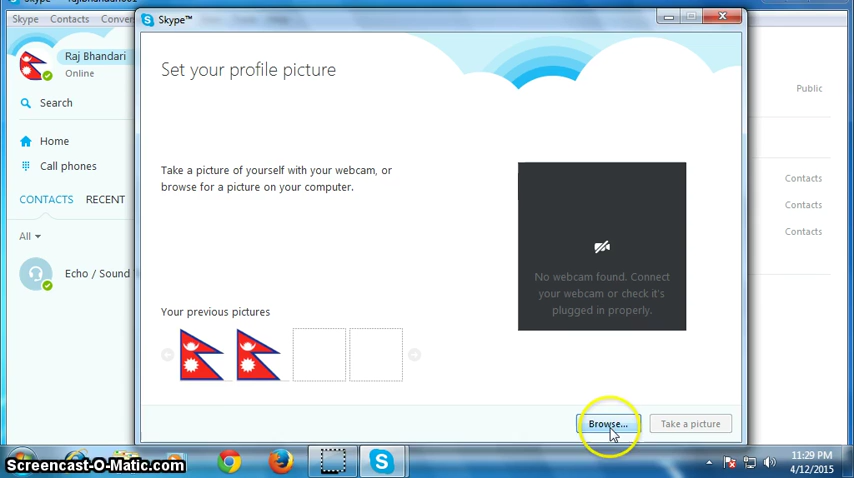 Skype™
Skype Contacts
Raj Bhandari
Online
Search
Home
Call phones
CONTACTS RECENT
All
Echo / Sound
Set your profile picture
Take a picture of yourself with your webcam, or
browse for a picture on your computer.
No webcam found. Connect
your webcam or check it's
plugged in properly.
Your previous pictures
Browse...
Take a picture
Public
Contacts
Contacts
Contacts
Screencast-O-Matic.com
11:29 PM
4/12/2015